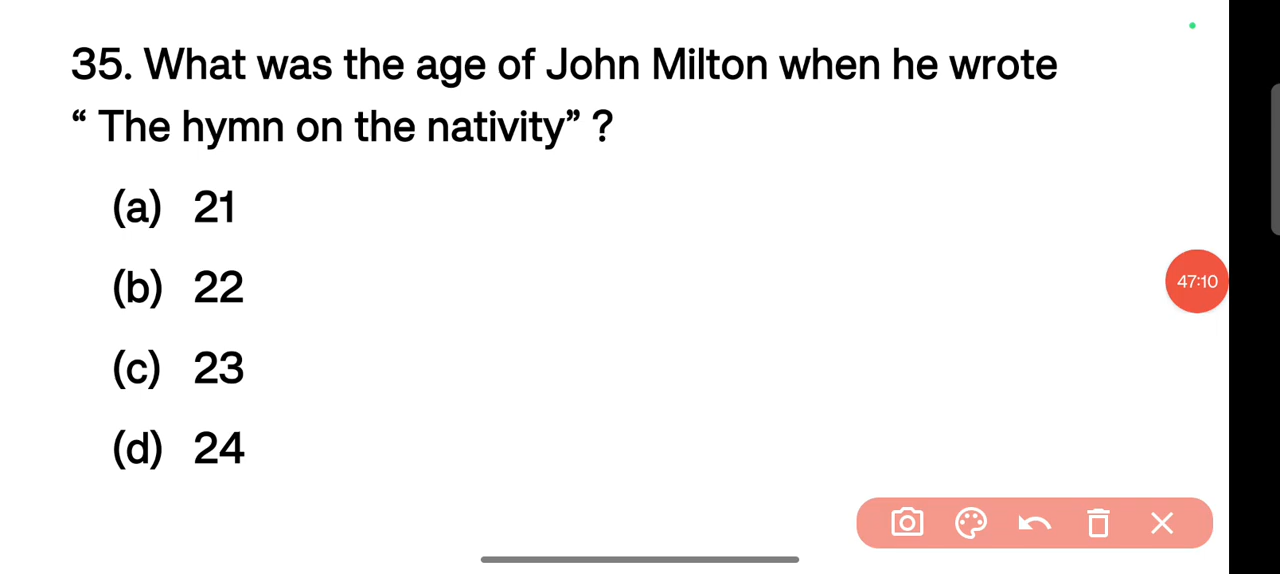 35. What was the age of John Milton when he wrote
“ The hymn on the nativity” ?
(a) 21
(b) 22
(c) 23
(d) 24
47:10